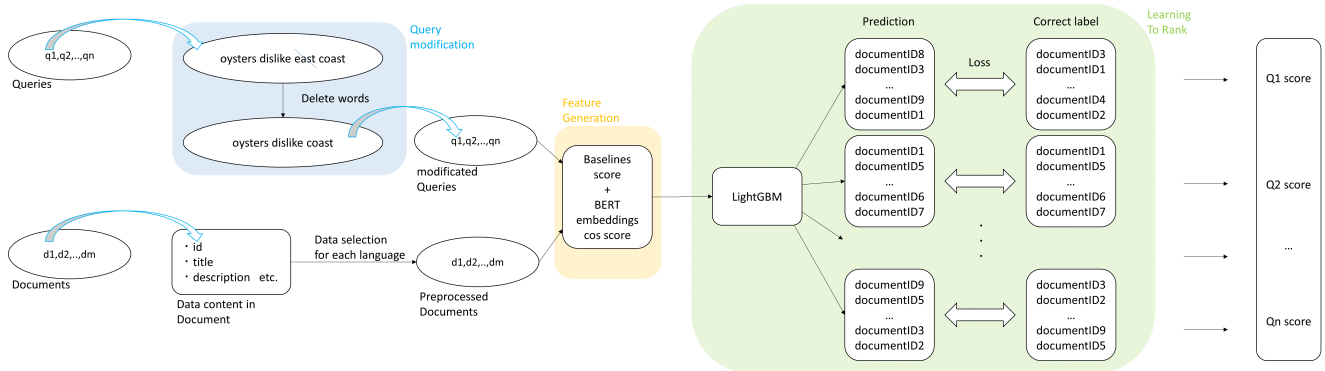 q1,q2,..,qn
Queries
oysters dislike east coast
Delete words
oysters dislike coast
Query
modification
q1,q2,..,qn
modificated
Queries
d1,d2,..,dm
Documents
・id
・title
・description etc.
Data content in
Document
Data selection
for each language
d1,d2,..,dm
Preprocessed
Documents
Feature
Generation
Baselines
score
+
BERT
embeddings
cos score
LightGBM
Prediction
documentID8
documentID3
...
documentID9
documentID1
documentID1
documentID5
...
documentID6
documentID7
documentID9
documentID5
...
documentID3
documentID2
Loss
Correct label
documentID3
documentID1
...
documentID4
documentID2
documentID1
documentID5
...
documentID6
documentID7
documentID3
documentID2
...
documentID9
documentID5
Learning
To Rank
Q1 score
Q2 score
...
Qn score